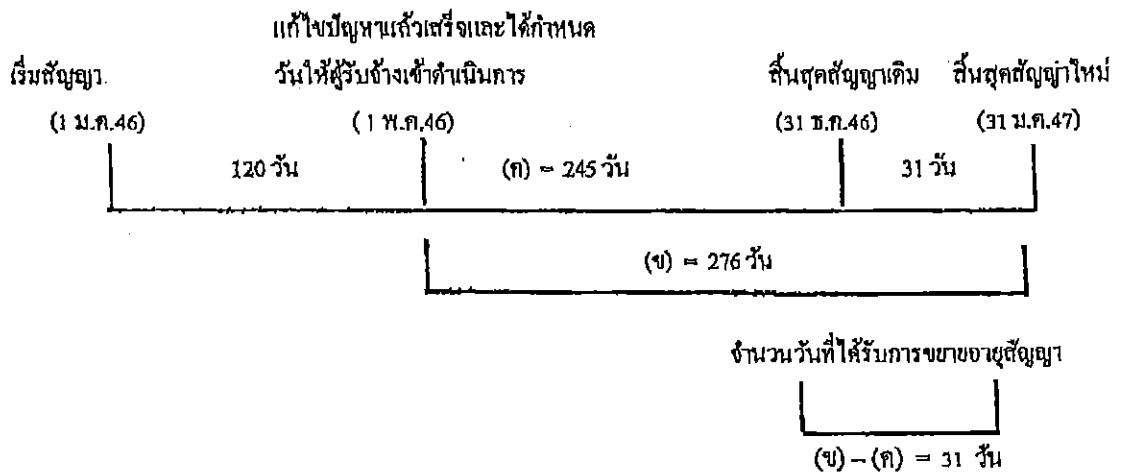 แก้ไขปัญหาแล้วเสร็จและได้กำหนด
เริ่มสัญญา วันให้ผู้รับจ้างเข้าดำเนินการ สิ้นสุดสัญญาเดิม สิ้นสุดสัญญาใหม่
(1 ม.ค.46) (1 พ.ค.46) (31 ธ.ค.46) (31 ม.ค.47)
120 วัน (ค) = 245 วัน 31 วัน
(ข) = 276 วัน
จำนวนวันที่ได้รับการขยายอายุสัญญา
(ข) – (ค) = 31 วัน